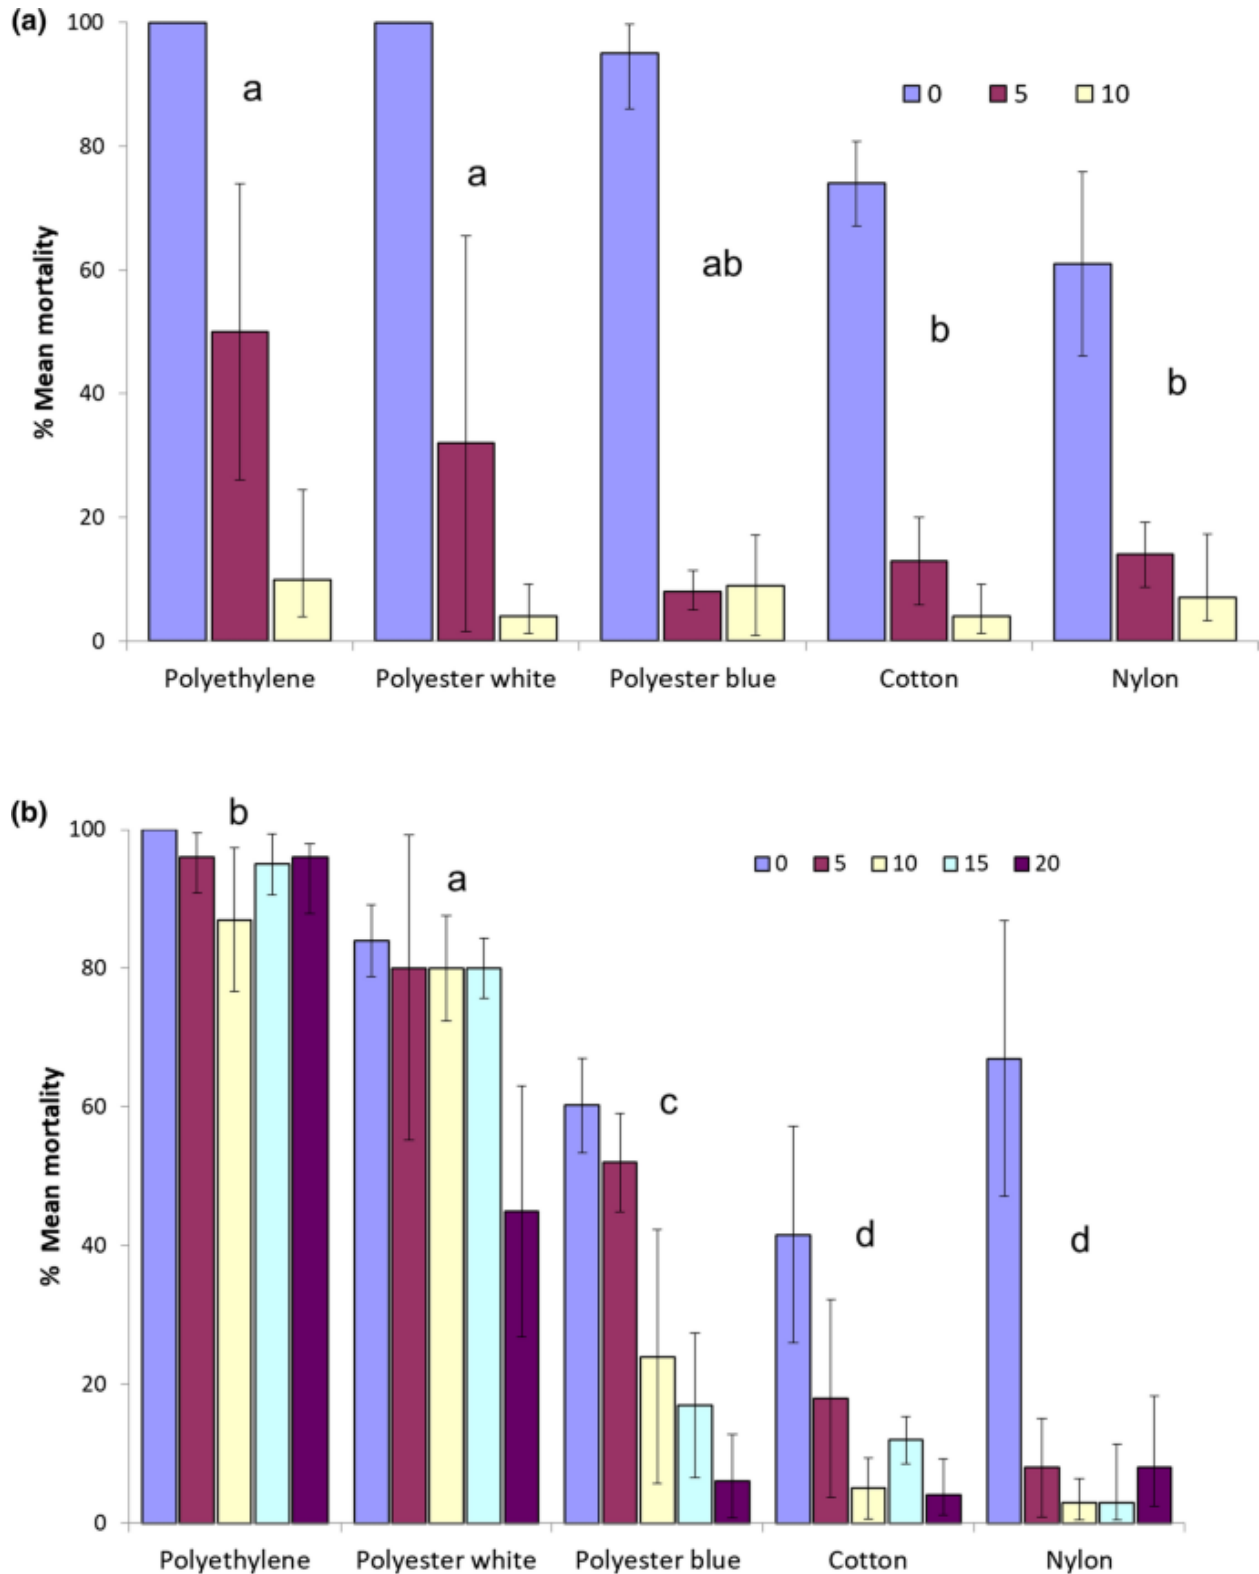 (a)
100
80
60
40
20
0
% Mean mortality
0 5 10
a
a
ab
b
b
Polyethylene Polyester white Polyester blue Cotton Nylon
(b)
100
80
60
40
20
0
% Mean mortality
0 5 10 15 20
b
a
c
d
d
Polyethylene Polyester white Polyester blue Cotton Nylon